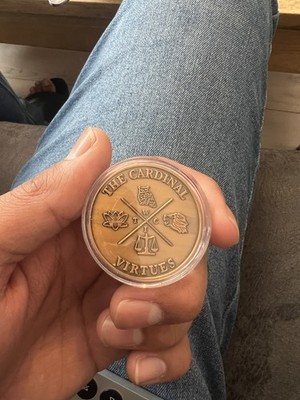 THE CARDINAL
W
T C
VIRTUES